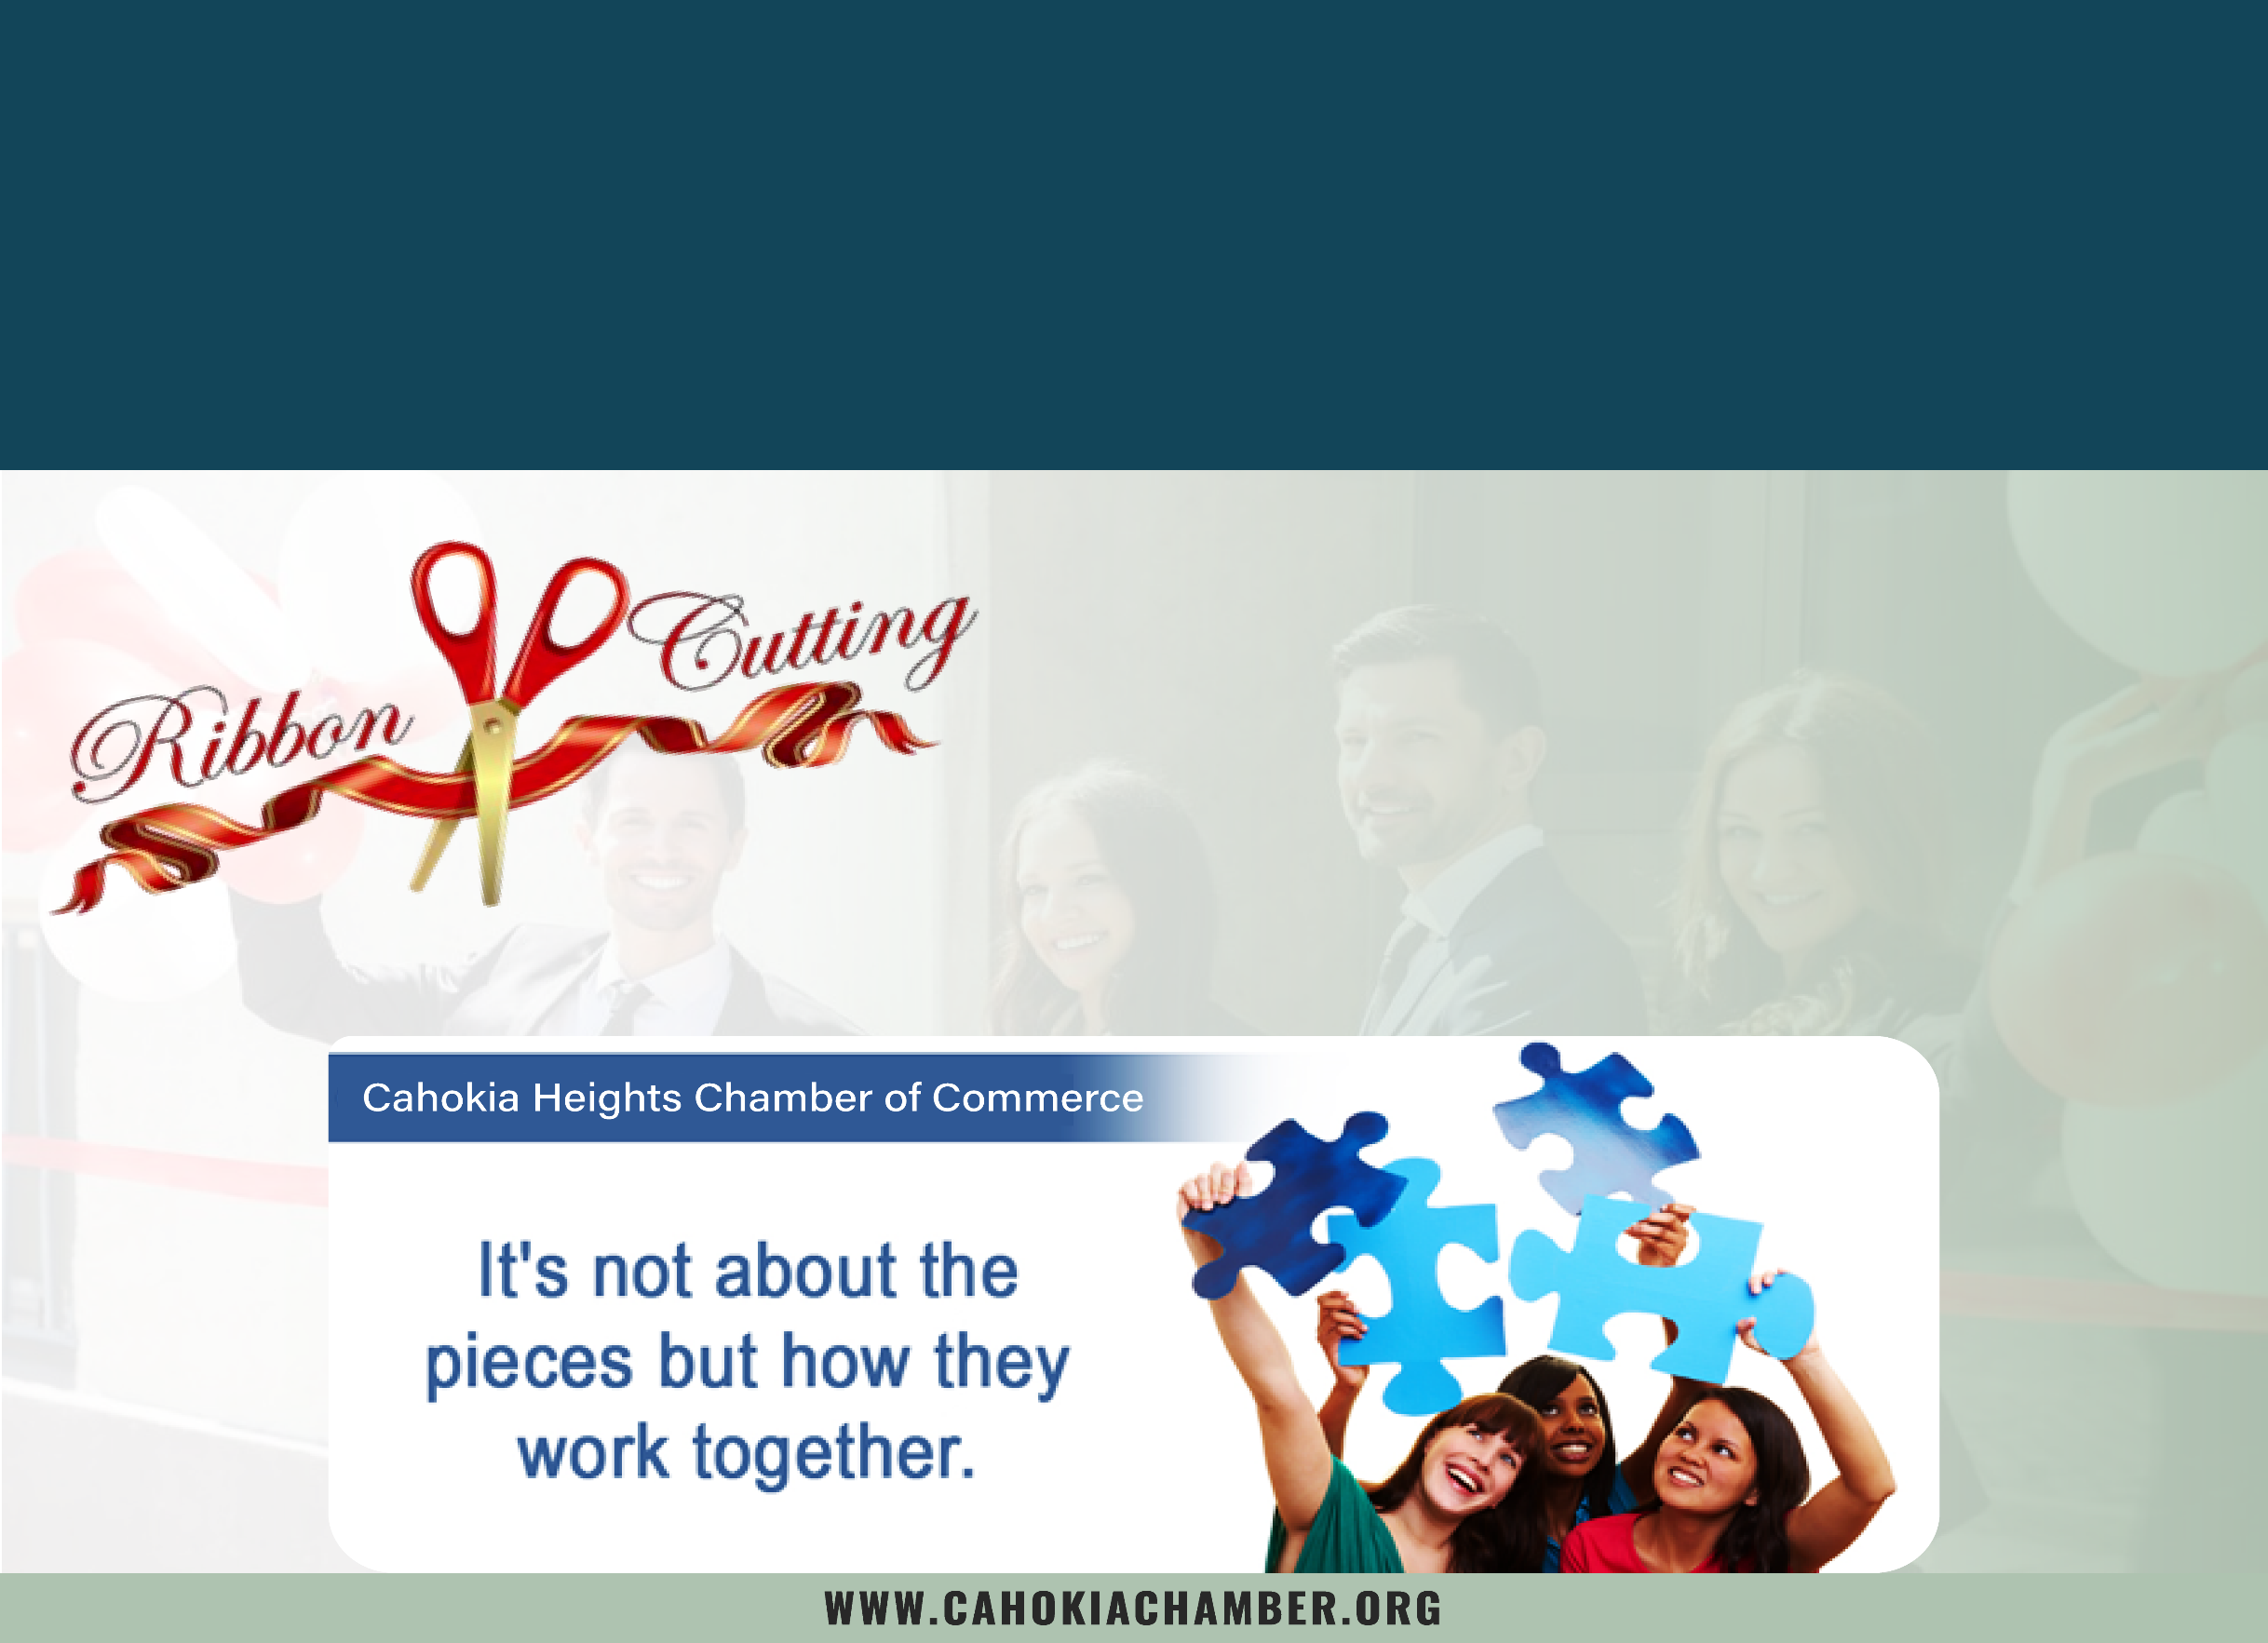 Ribbon Cutting
Cahokia Heights Chamber of Commerce
It's not about the
pieces but how they
work together.
WWW.CAHOKIACHAMBER.ORG